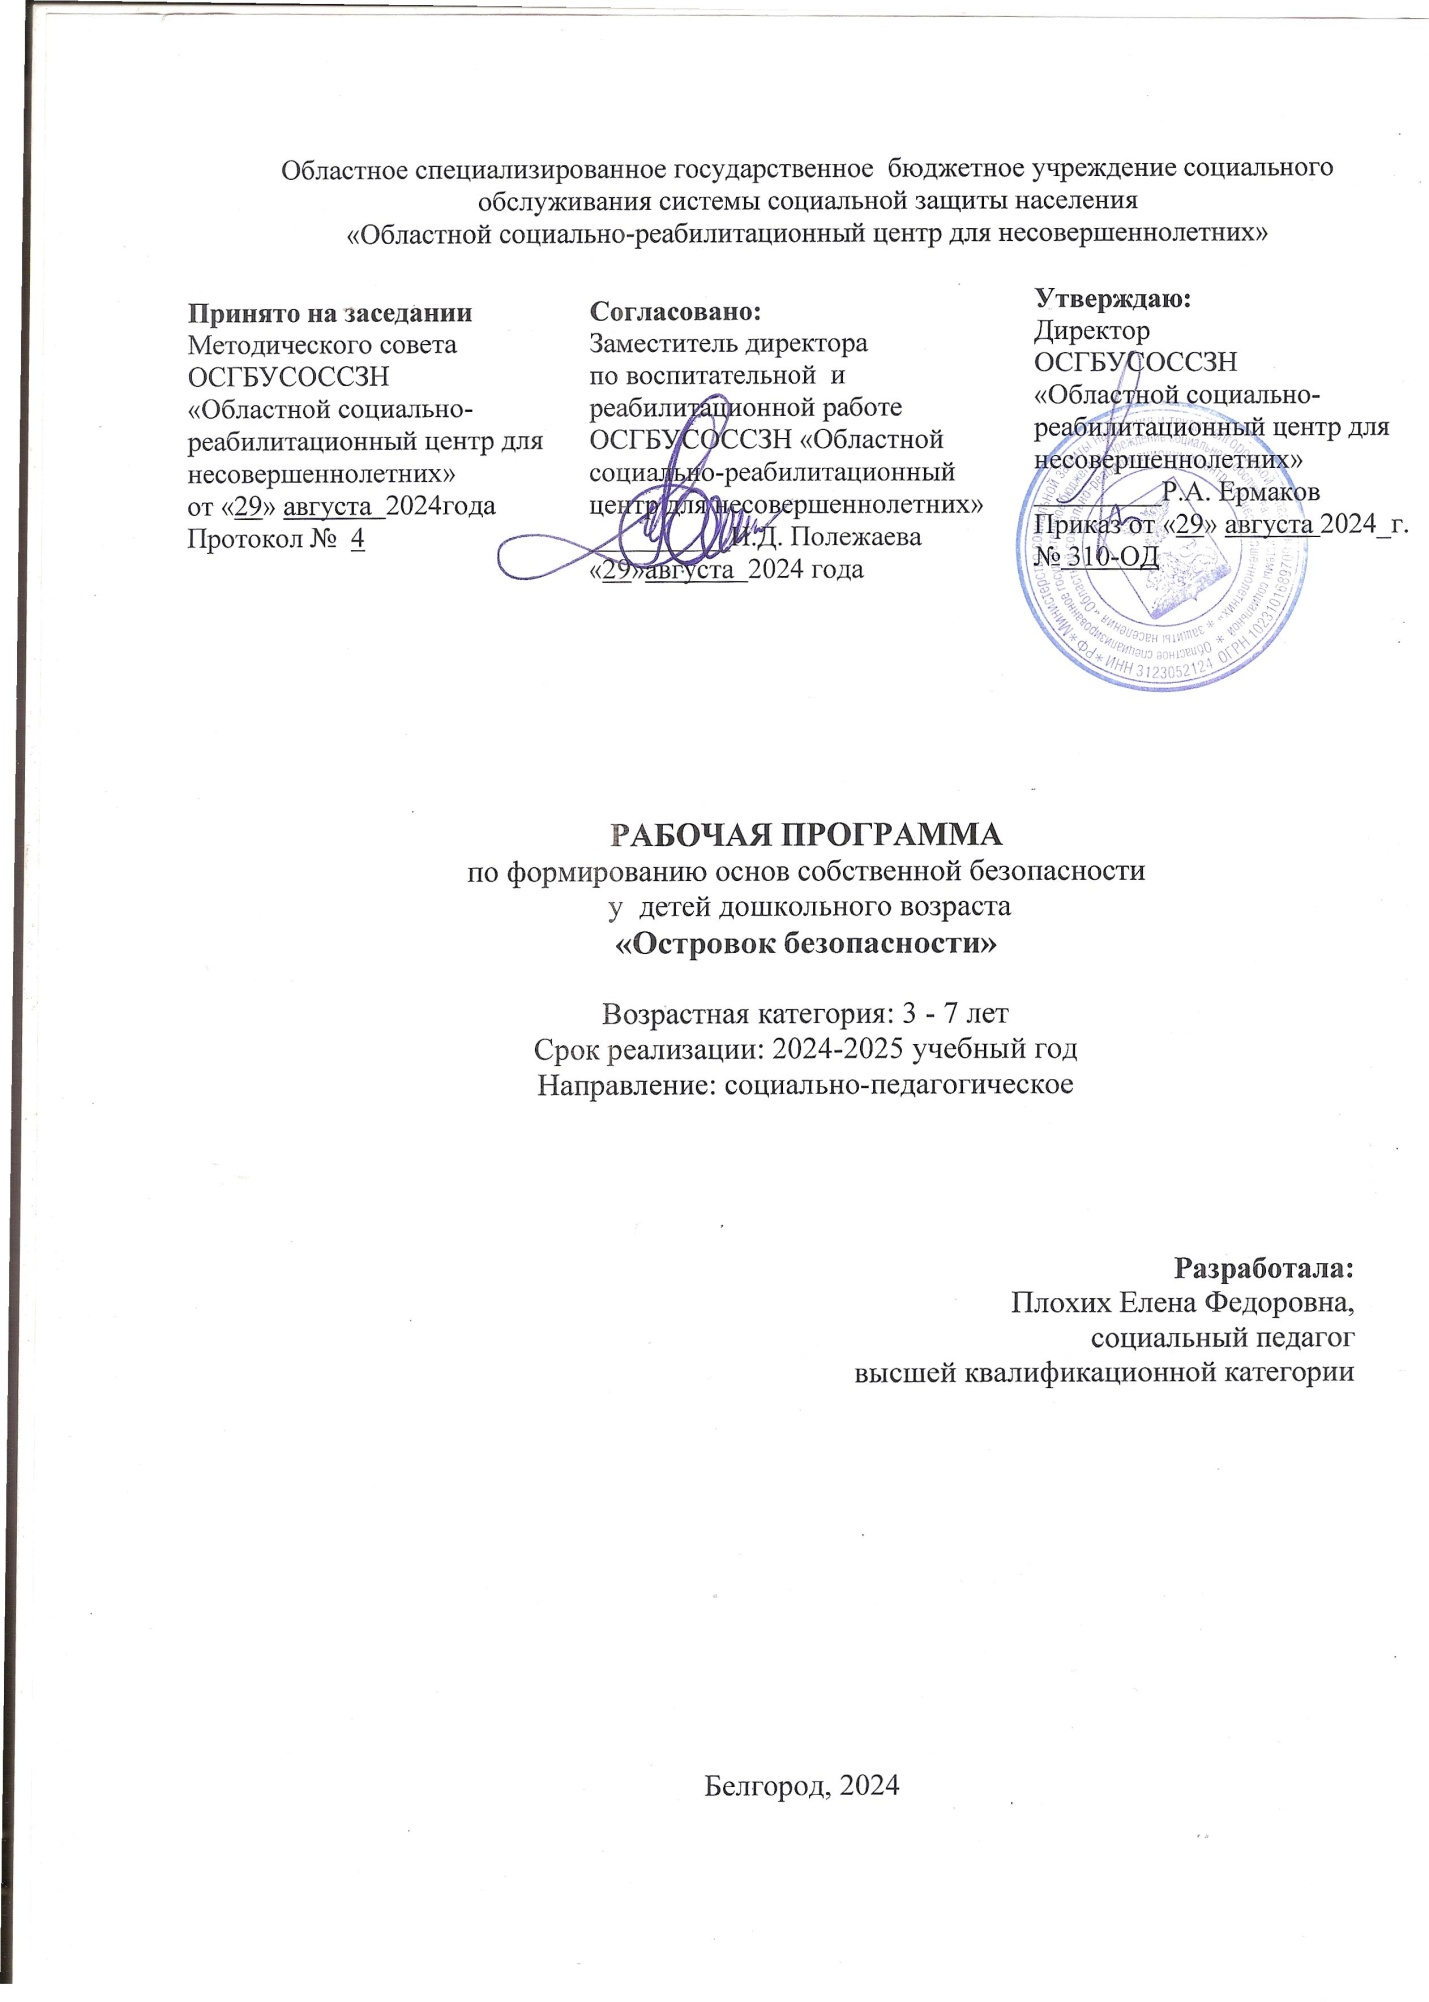 Областное специализированное государственное бюджетное учреждение социального
обслуживания системы социальной защиты населения
«Областной социально-реабилитационный центр для несовершеннолетних»
Принято на заседании
Методического совета
ОСГБУСОССЗН
«Областной социально-
реабилитационный центр для
несовершеннолетних»
от «29» августа_2024года
Протокол № 4
Согласовано:
Заместитель директора
по воспитательной и
реабилитационной работе
ОСГБУСОССЗН «Областной
социально-реабилитационный
центр для несовершеннолетних»
И.Д. Полежаева
«29»августа_2024 года
Утверждаю:
Директор
ОСГБУСОССЗН
«Областной социально-
реабилитационный центр для
несовершеннолетних»
Р.А. Ермаков
Приказ от «29» августа 2024_г.
№ 310-ОД
ИНН 3123052124
РАБОЧАЯ ПРОГРАММА
по формированию основ собственной безопасности
у детей дошкольного возраста
«Островок безопасности»
Возрастная категория: 3 - 7 лет
Срок реализации: 2024-2025 учебный год
Направление: социально-педагогическое
Разработала:
Плохих Елена Федоровна,
социальный педагог
высшей квалификационной категории
Белгород, 2024